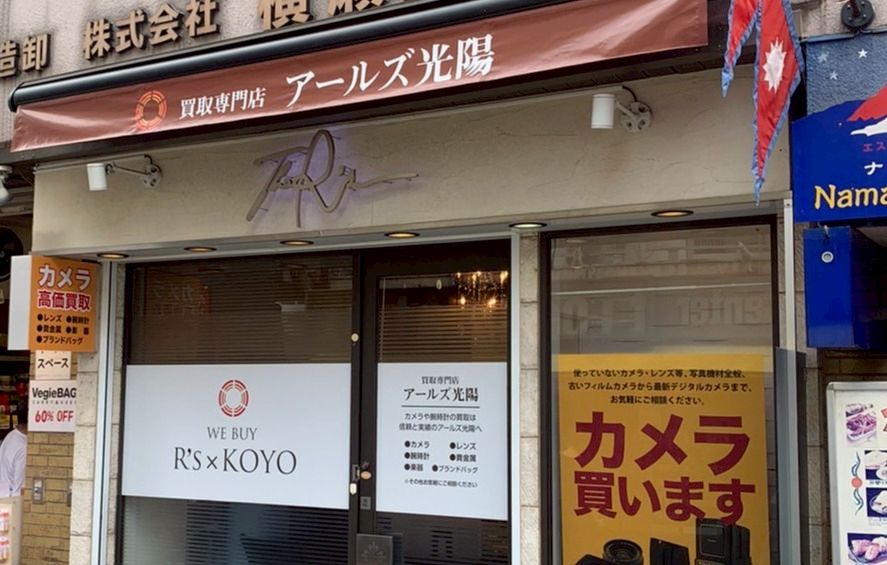 造卸 株式会社
買取専門店 アールズ光陽
カメラ
高価買取
●レンズ ●腕時計
●貴金属 ●楽器
●ブランドバッグ
スペース
VegieBAG
60% OFF
WE BUY
R's×KOYO
買取専門店
アールズ光陽
カメラや腕時計の買取は
信頼と実績のアールズ光陽へ
●カメラ ●レンズ
●腕時計 ●貴金属
●楽器 ●ブランドバッグ
※その他お気軽にご相談ください
使っていないカメラ・レンズ等、写真機材全般、
古いフィルムカメラから最新デジタルカメラまで、
お気軽にご相談ください。
カメラ
買います
エス
ナ
Nama